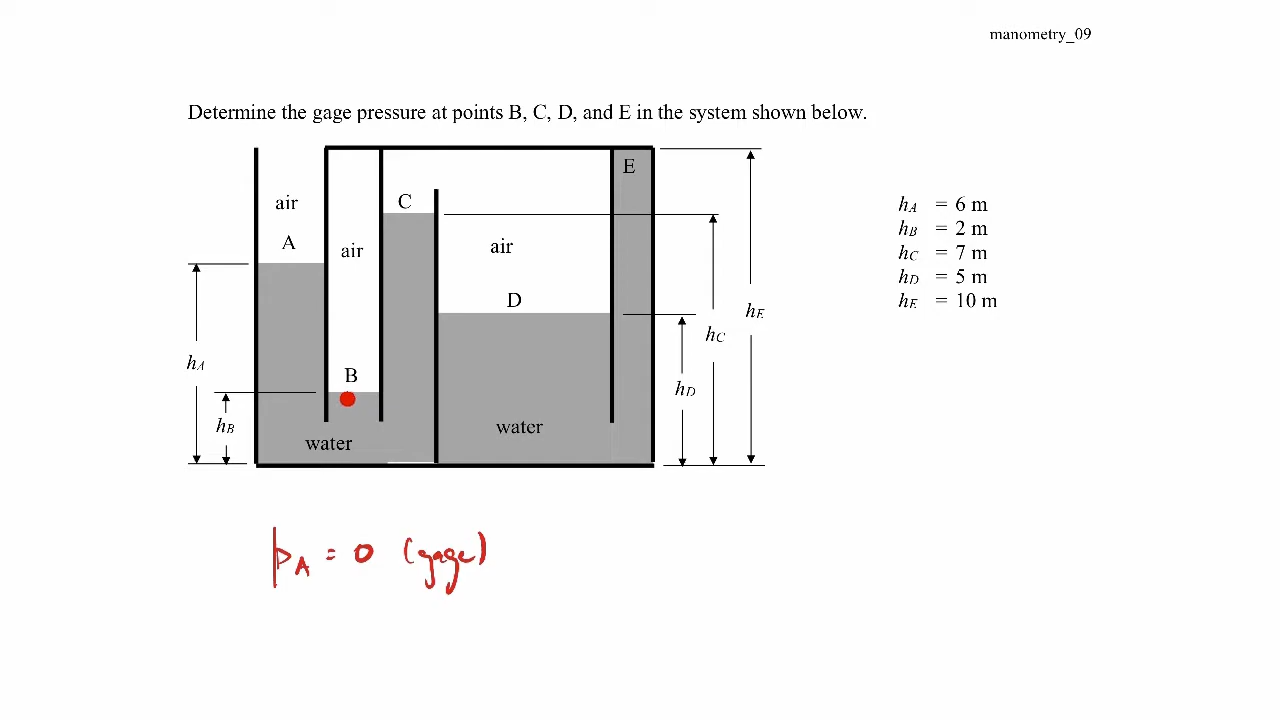 manometry_09
Determine the gage pressure at points B, C, D, and E in the system shown below.
E
air
C
A
air
air
D
B
water
water
hA
hB
hD
hC
hE
hA = 6 m
hB = 2 m
hC = 7 m
hD = 5 m
hE = 10 m
pA = 0 (gage)